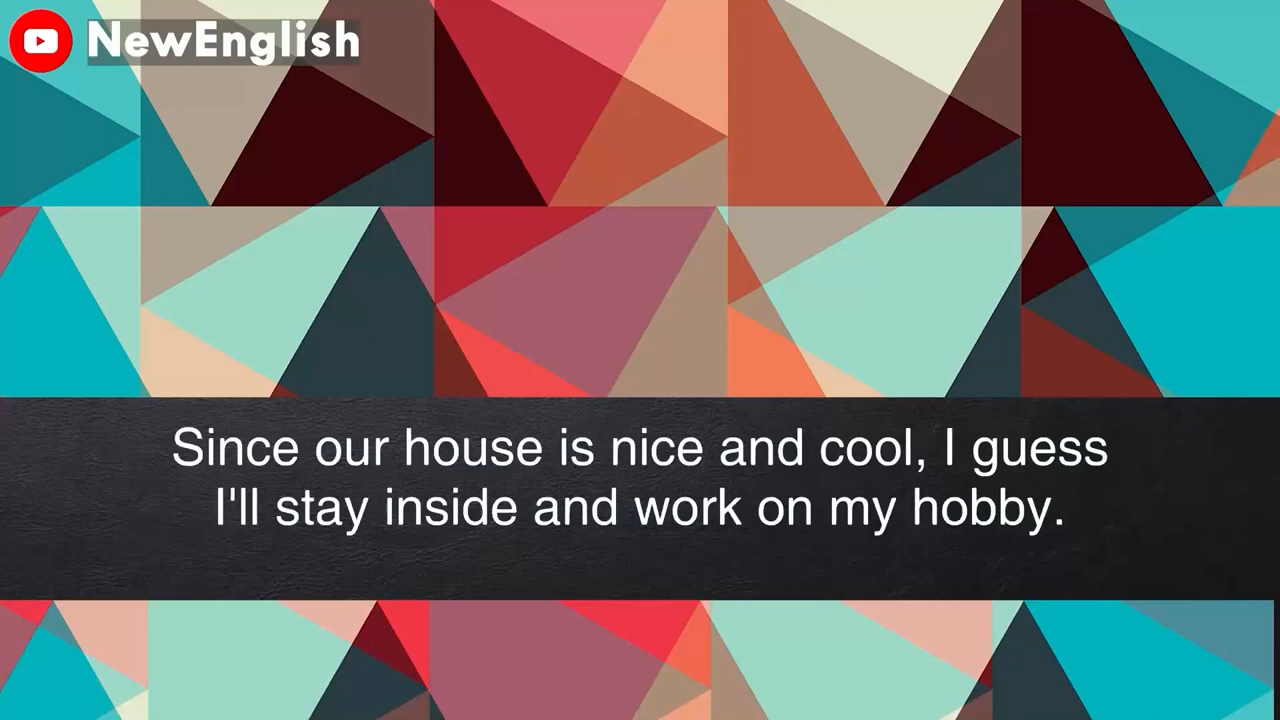 NewEnglish
Since our house is nice and cool, I guess
I'll stay inside and work on my hobby.